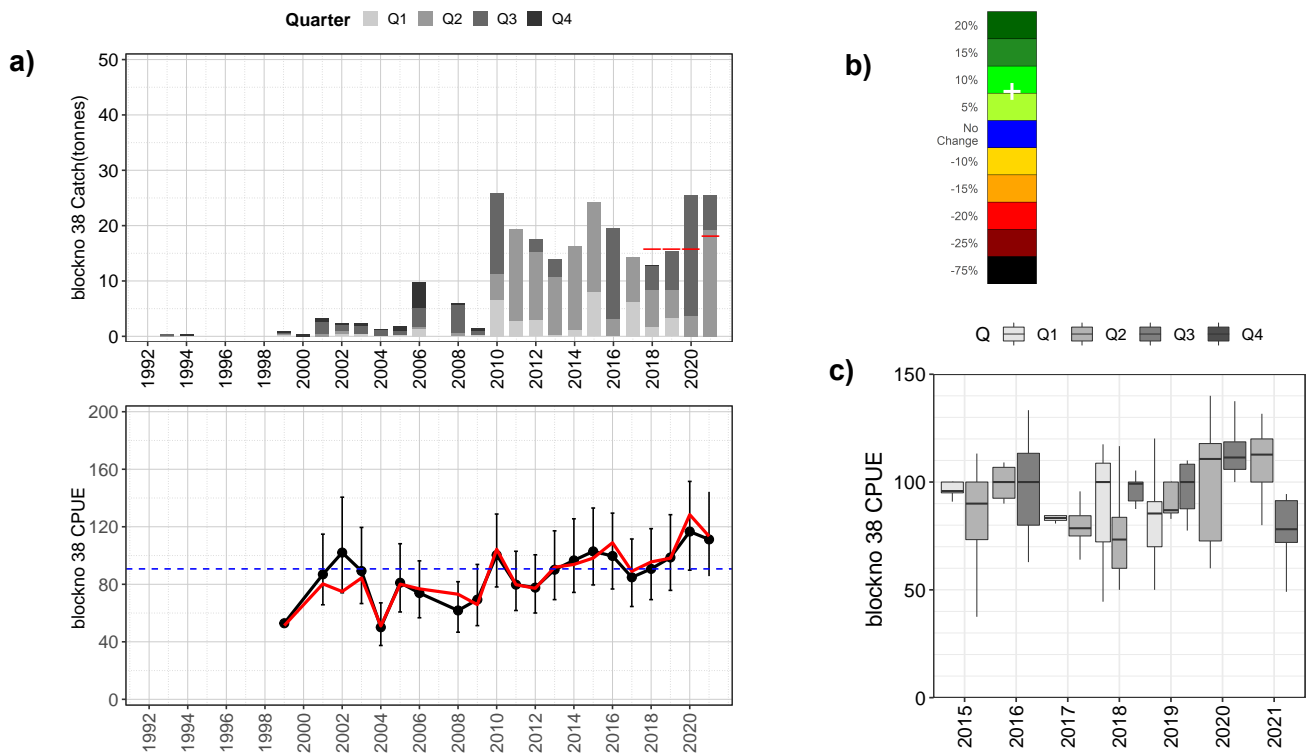 Quarter Q1 Q2 Q3 Q4
a)
blockno 38 Catch(tonnes)
50
40
30
20
10
0
1992 1994 1996 1998 2000 2002 2004 2006 2008 2010 2012 2014 2016 2018 2020
blockno 38 CPUE
200
160
120
80
40
0
1992 1994 1996 1998 2000 2002 2004 2006 2008 2010 2012 2014 2016 2018 2020
b)
20%
15%
10%
5%
No
Change
-10%
-15%
-20%
-25%
-75%
+
Q Q1 Q2 Q3 Q4
c)
blockno 38 CPUE
150
100
50
0
2015 2016 2017 2018 2019 2020 2021